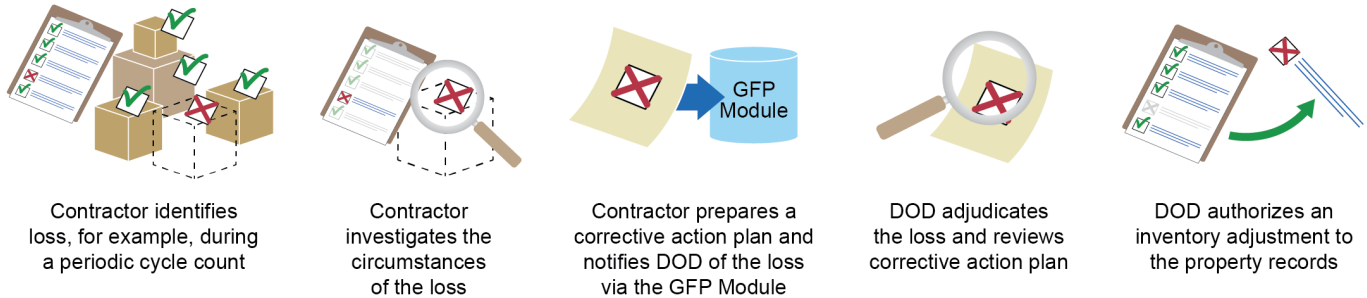 GFP
Module
Contractor identifies
loss, for example, during
a periodic cycle count
Contractor
investigates the
circumstances
of the loss
Contractor prepares a
corrective action plan and
notifies DOD of the loss
via the GFP Module
DOD adjudicates
the loss and reviews
corrective action plan
DOD authorizes an
inventory adjustment to
the property records